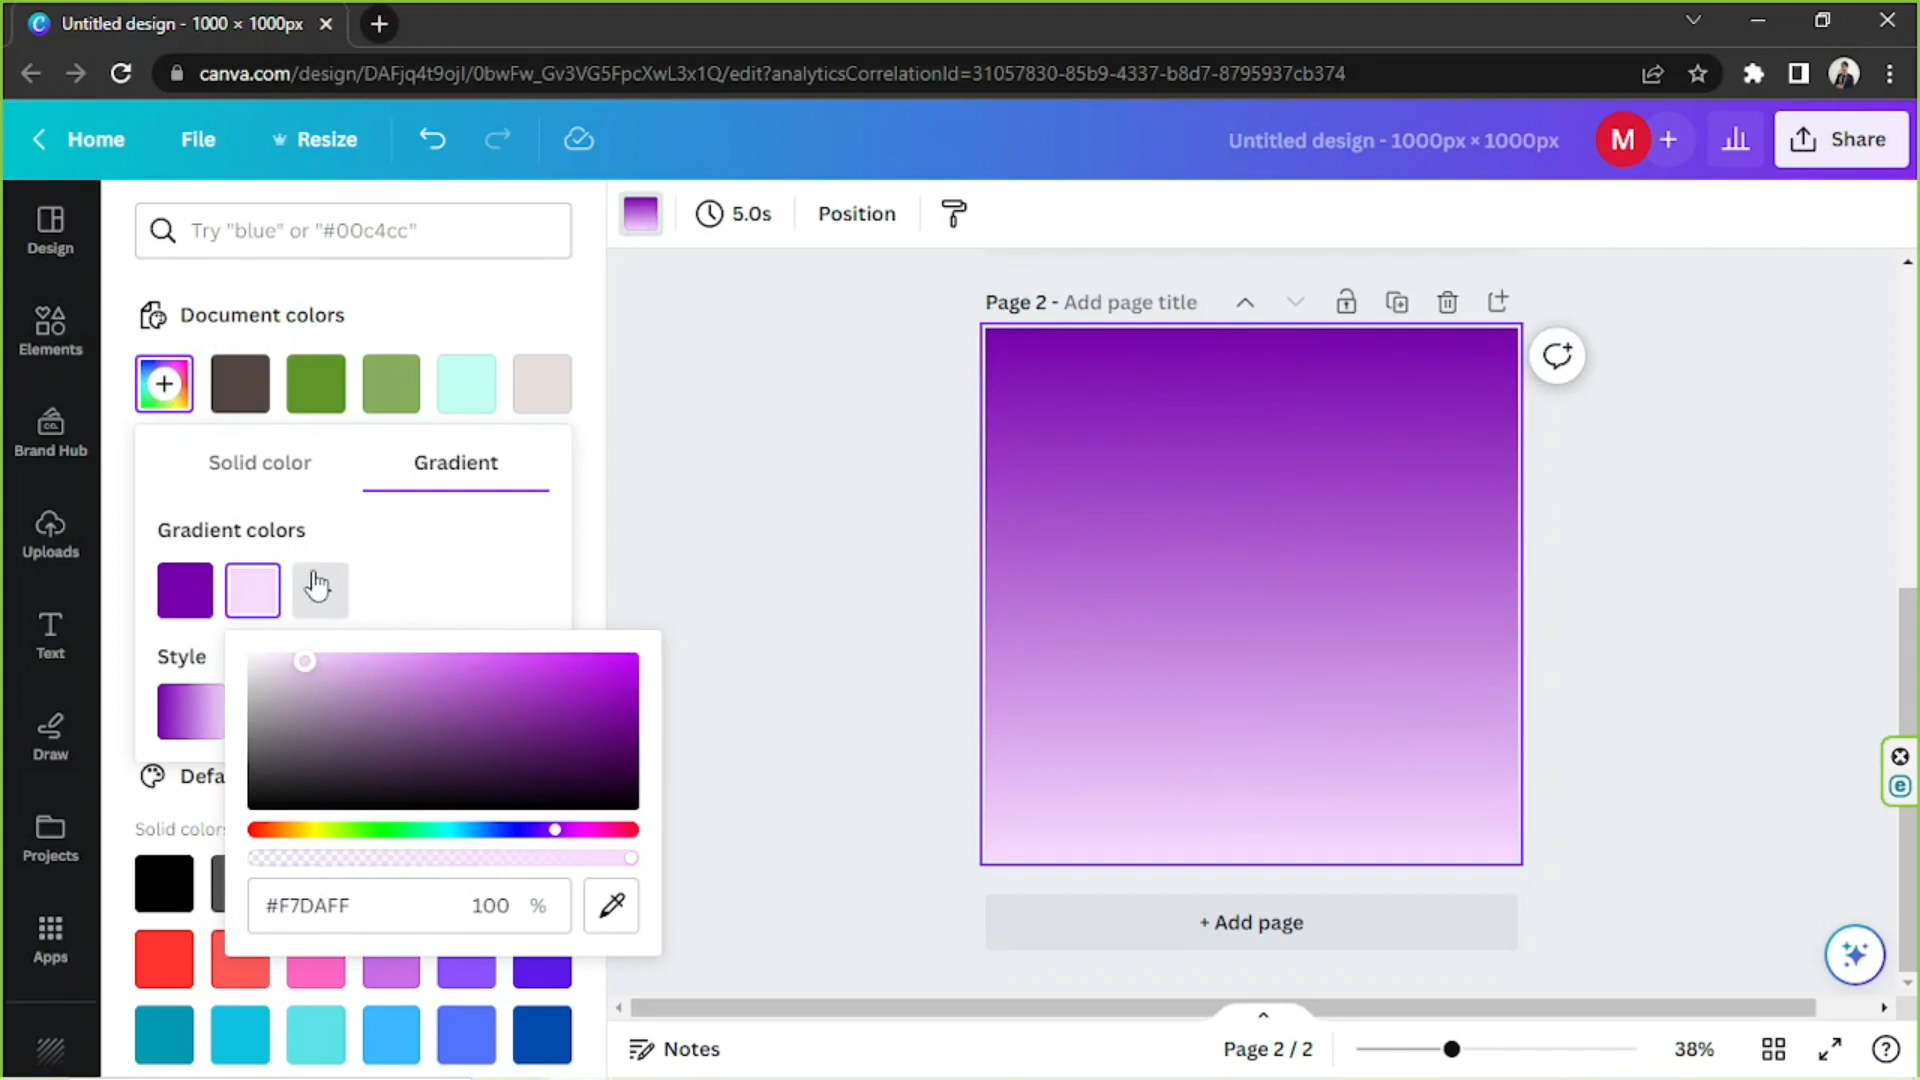 Untitled design - 1000 × 1000px
canva.com/design/DAFjq4t9ojI/0bwFw_Gv3VG5FpcXwL3x1Q/edit?analyticsCorrelationId=31057830-85b9-4337-b8d7-8795937cb374
Home
File
Resize
Untitled design - 1000px × 1000px
M
Share
Design
Elements
CO.
Brand Hub
Uploads
Text
Draw
Projects
Apps
Try "blue" or "#00c4cc"
Document colors
Solid color
Gradient
Gradient colors
Style
Defa
Solid color
#F7DAFF
100 %
5.0s
Position
Page 2 - Add page title
+ Add page
Notes
Page 2 / 2
38%